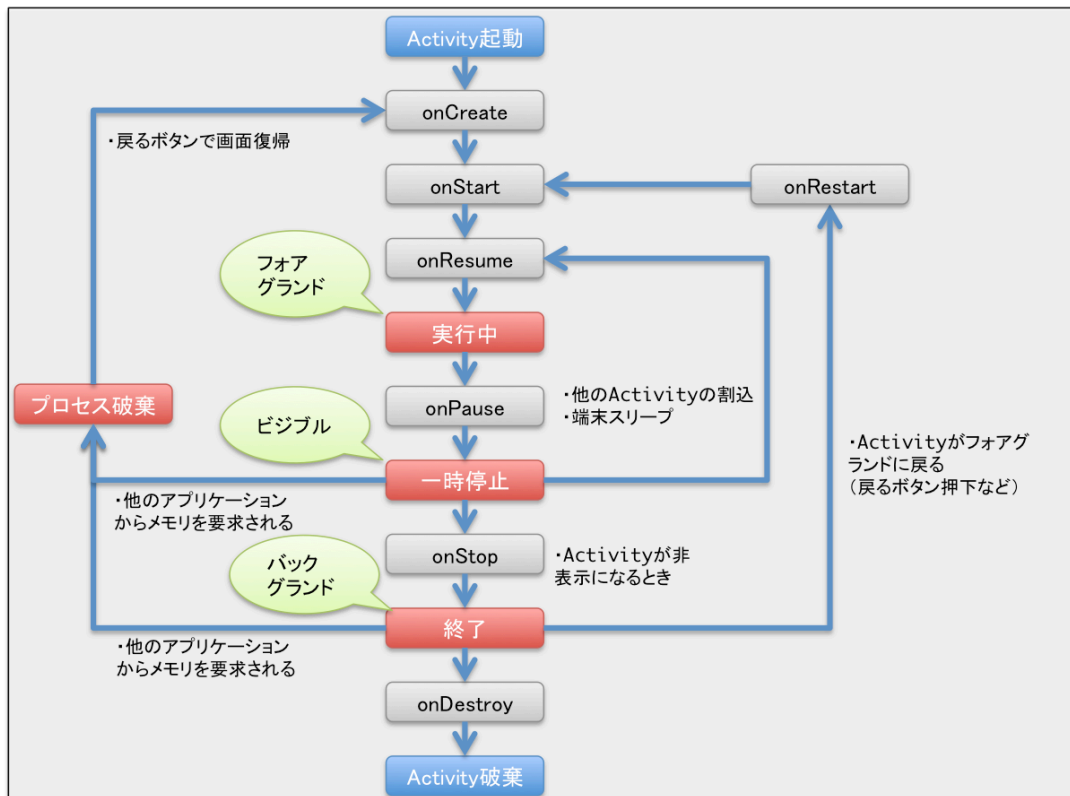 Activity起動
onCreate
・戻るボタンで画面復帰
onStart
onRestart
フォア
グランド
onResume
実行中
プロセス破棄
onPause
・他のActivityの割込
・端末スリープ
ビジブル
・Activityがフォアグ
ランドに戻る
（戻るボタン押下など）
一時停止
・他のアプリケーション
からメモリを要求される
onStop
・Activityが非
表示になるとき
バック
グランド
終了
・他のアプリケーション
からメモリを要求される
onDestroy
Activity破棄